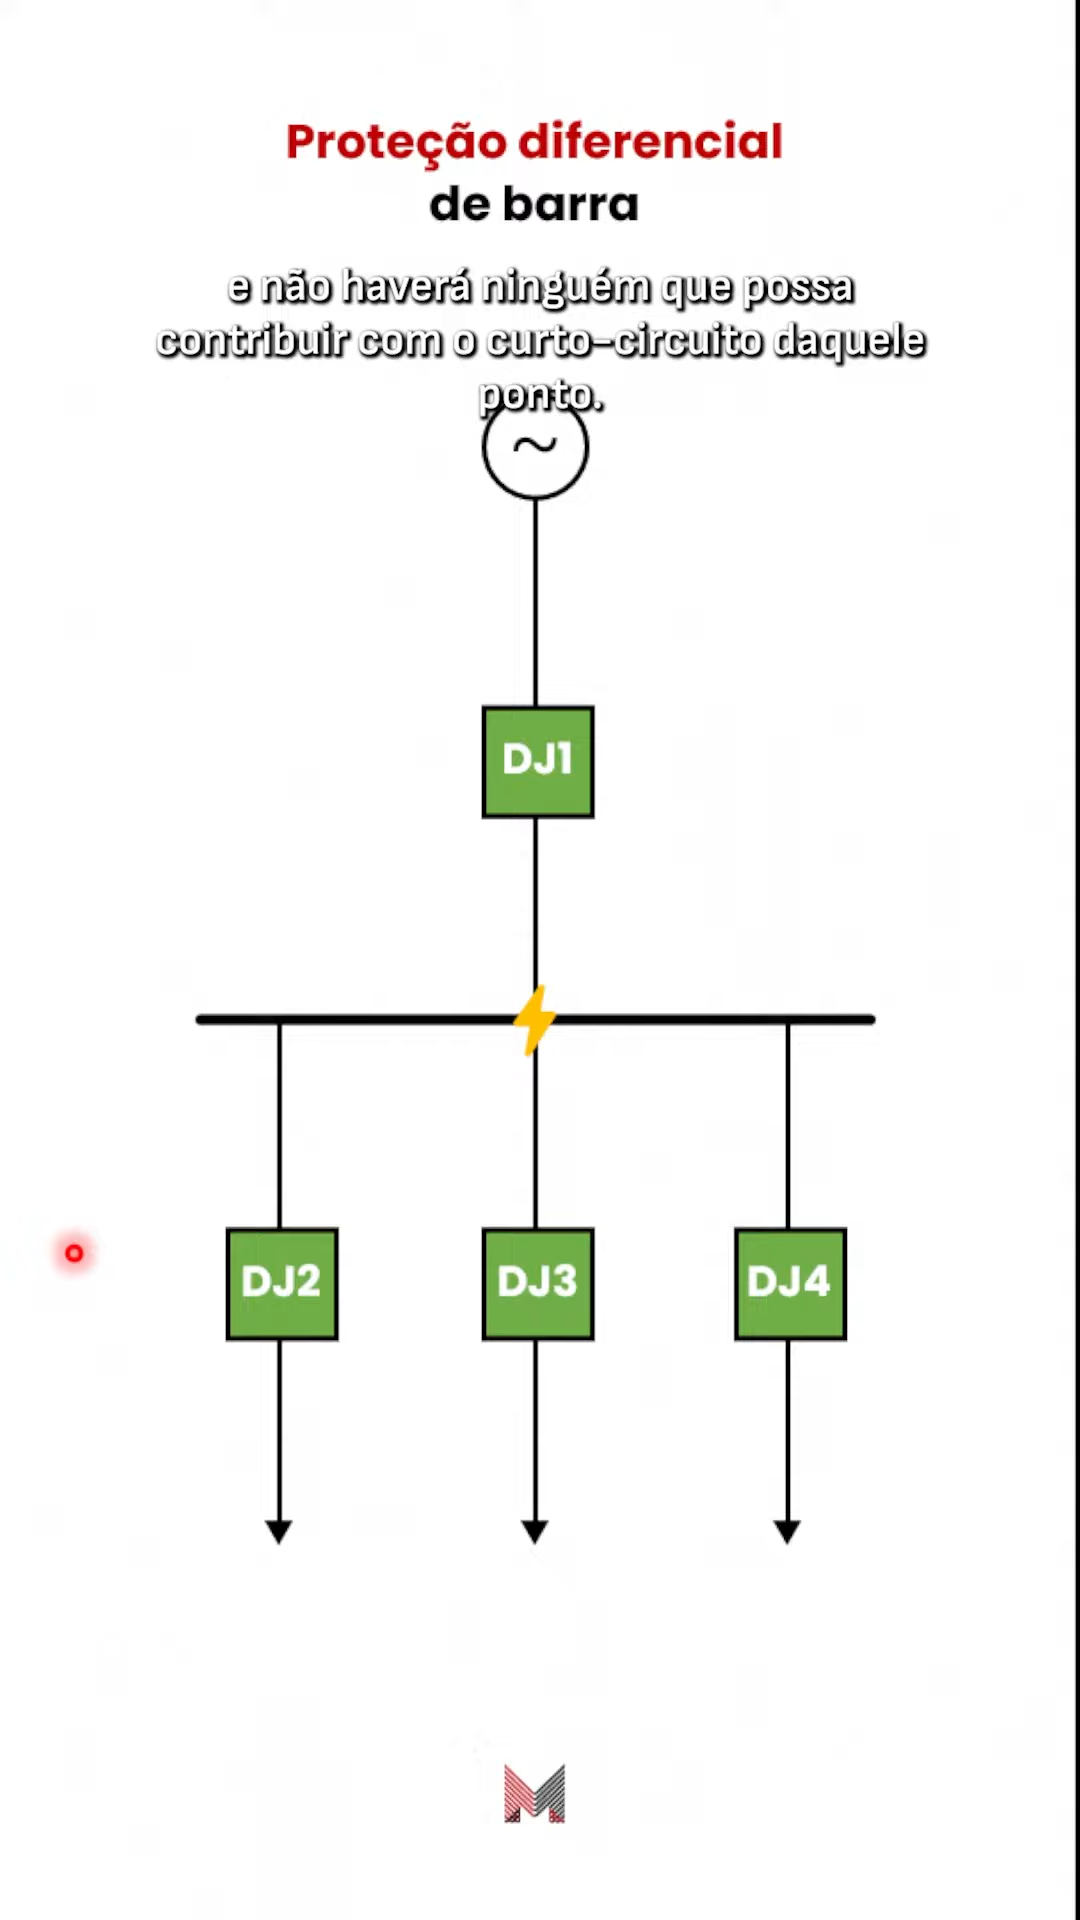 Proteção diferencial
de barra
e não haverá ninguém que possa
contribuir com o curto-circuito daquele
ponto.
~
DJ1
DJ2 DJ3 DJ4
M